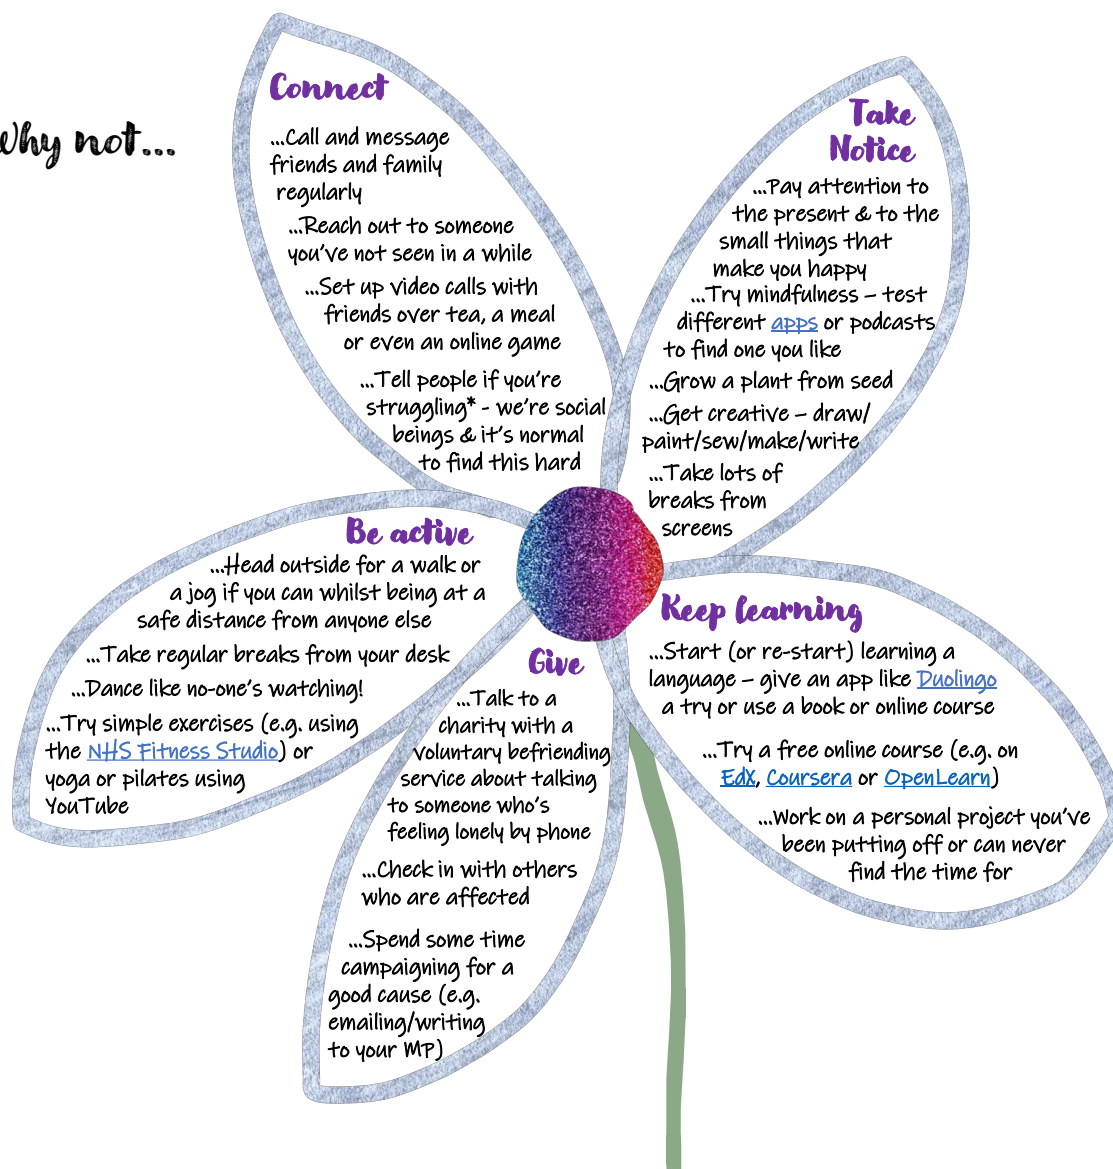 Why not...
Connect
...Call and message
friends and family
regularly
...Reach out to someone
you've not seen in a while
...Set up video calls with
friends over tea, a meal
or even an online game
...Tell people if you're
struggling* - we're social
beings & it's normal
to find this hard
Take
Notice
...Pay attention to
the present & to the
small things that
make you happy
...Try mindfulness – test
different apps or podcasts
to find one you like
...Grow a plant from seed
...Get creative – draw/
paint/sew/make/write
...Take lots of
breaks from
screens
Be active
...Head outside for a walk or
a jog if you can whilst being at a
safe distance from anyone else
...Take regular breaks from your desk
...Dance like no-one's watching!
...Try simple exercises (e.g. using
the NHS Fitness Studio) or
yoga or pilates using
YouTube
Give
...Talk to a
charity with a
voluntary befriending
service about talking
to someone who's
feeling lonely by phone
...Check in with others
who are affected
...Spend some time
campaigning for a
good cause (e.g.
emailing/writing
to your MP)
Keep learning
...Start (or re-start) learning a
language – give an app like Duolingo
a try or use a book or online course
...Try a free online course (e.g. on
EdX, Coursera or OpenLearn)
...Work on a personal project you've
been putting off or can never
find the time for